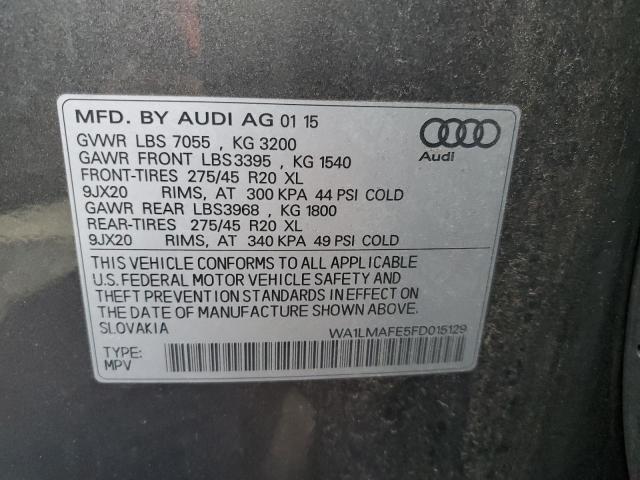 MFD. BY AUDI AG 01 15
GVWR LBS 7055 , KG 3200
GAWR FRONT LBS3395 , KG 1540
FRONT-TIRES 275/45 R20 XL
9JX20 RIMS, AT 300 KPA 44 PSI COLD
GAWR REAR LBS3968 , KG 1800
REAR-TIRES 275/45 R20 XL
9JX20 RIMS, AT 340 KPA 49 PSI COLD
Audi
THIS VEHICLE CONFORMS TO ALL APPLICABLE
U.S. FEDERAL MOTOR VEHICLE SAFETY AND
THEFT PREVENTION STANDARDS IN EFFECT ON
THE DATE OF MANUFACTURE SHOWN ABOVE.
SLOVAKIA WA1LMAFE5FD015129
TYPE:
MPV